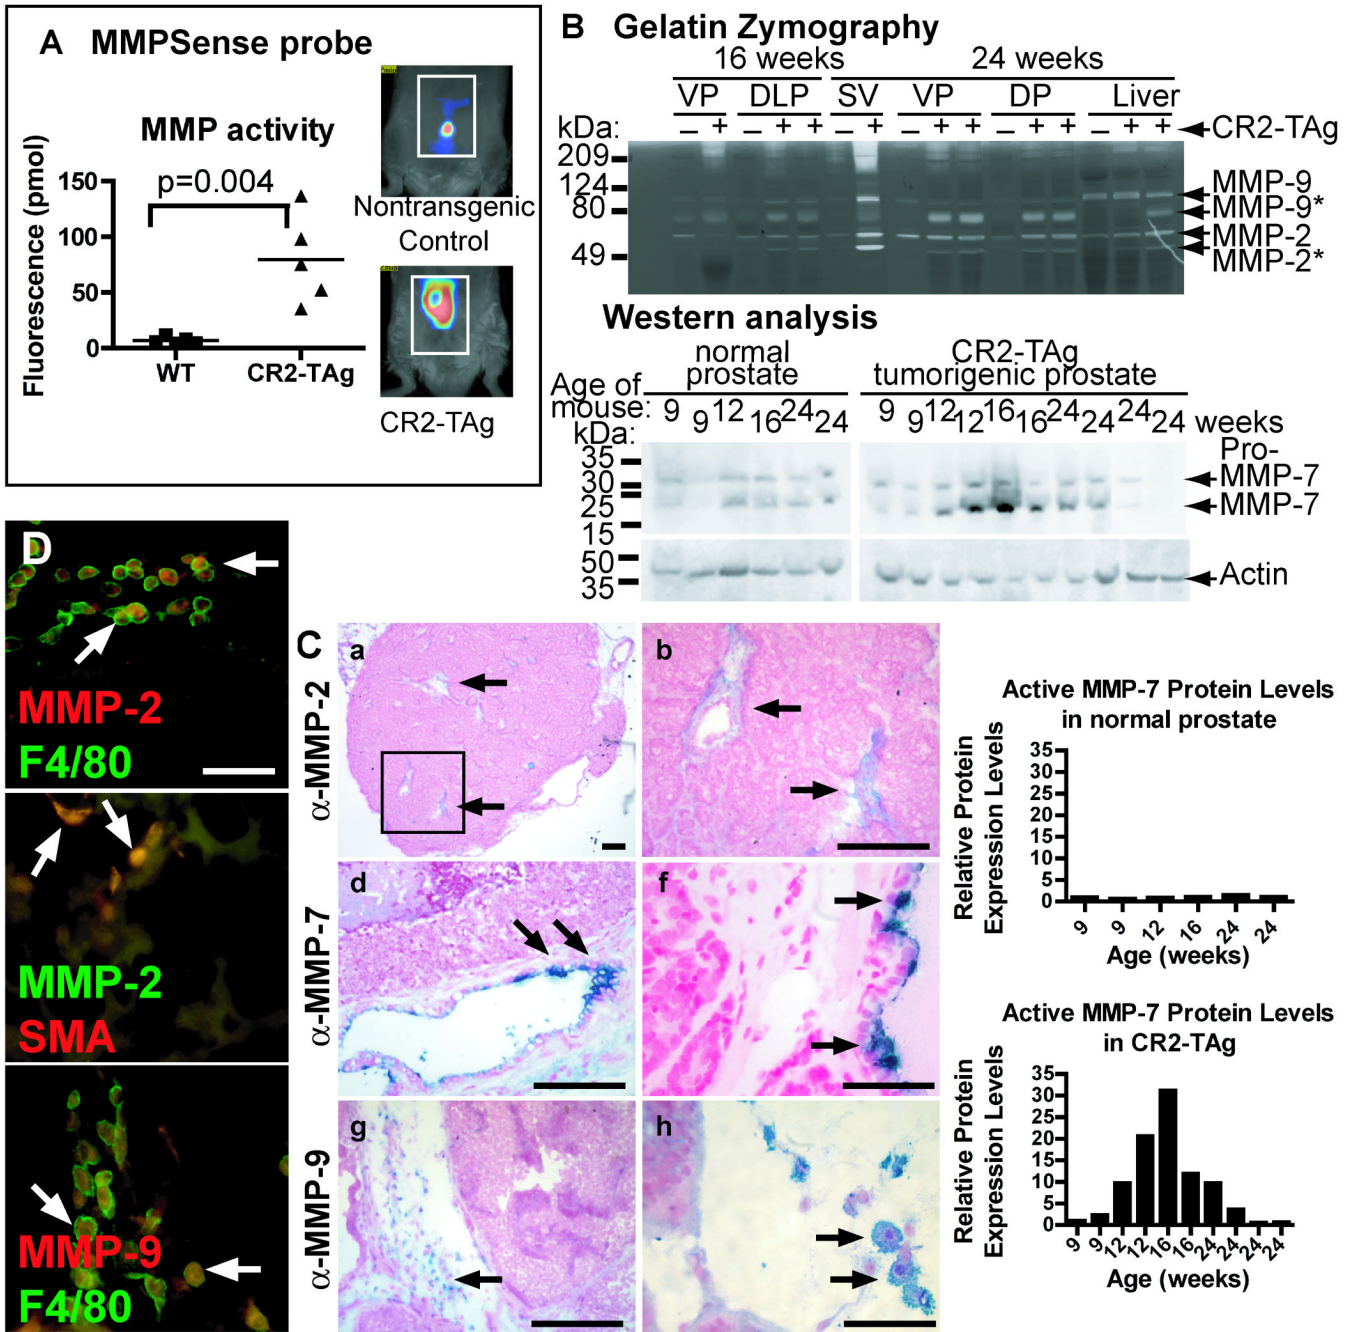 A MMPSense probe
MMP activity
Fluorescence (pmol)
150
100
50
0
p=0.004
WT
CR2-TAg
Nontransgenic
Control
CR2-TAg
B Gelatin Zymography
16 weeks
24 weeks
VP
DLP
SV
VP
DP
Liver
kDa:
– + – + + – + – + + – + + – + +
CR2-TAg
209
124
80
49
MMP-9
MMP-9*
MMP-2
MMP-2*
Western analysis
normal
prostate
CR2-TAg
tumorigenic prostate
Age of
mouse:
9 9 12 16 24 24
9 9 12 12 16 16 24 24 24 24 weeks
kDa:
35
30
25
15
Pro-
MMP-7
MMP-7
50
35
Actin
C
α-MMP-2
a
b
α-MMP-7
d
f
α-MMP-9
g
h
Active MMP-7 Protein Levels
in normal prostate
Relative Protein
Expression Levels
35
30
25
20
15
10
5
0
9 9 12 16 24 24
Age (weeks)
Active MMP-7 Protein Levels
in CR2-TAg
Relative Protein
Expression Levels
35
30
25
20
15
10
5
0
9 9 12 12 16 16 24 24 24 24
Age (weeks)
D
MMP-2
F4/80
MMP-2
SMA
MMP-9
F4/80